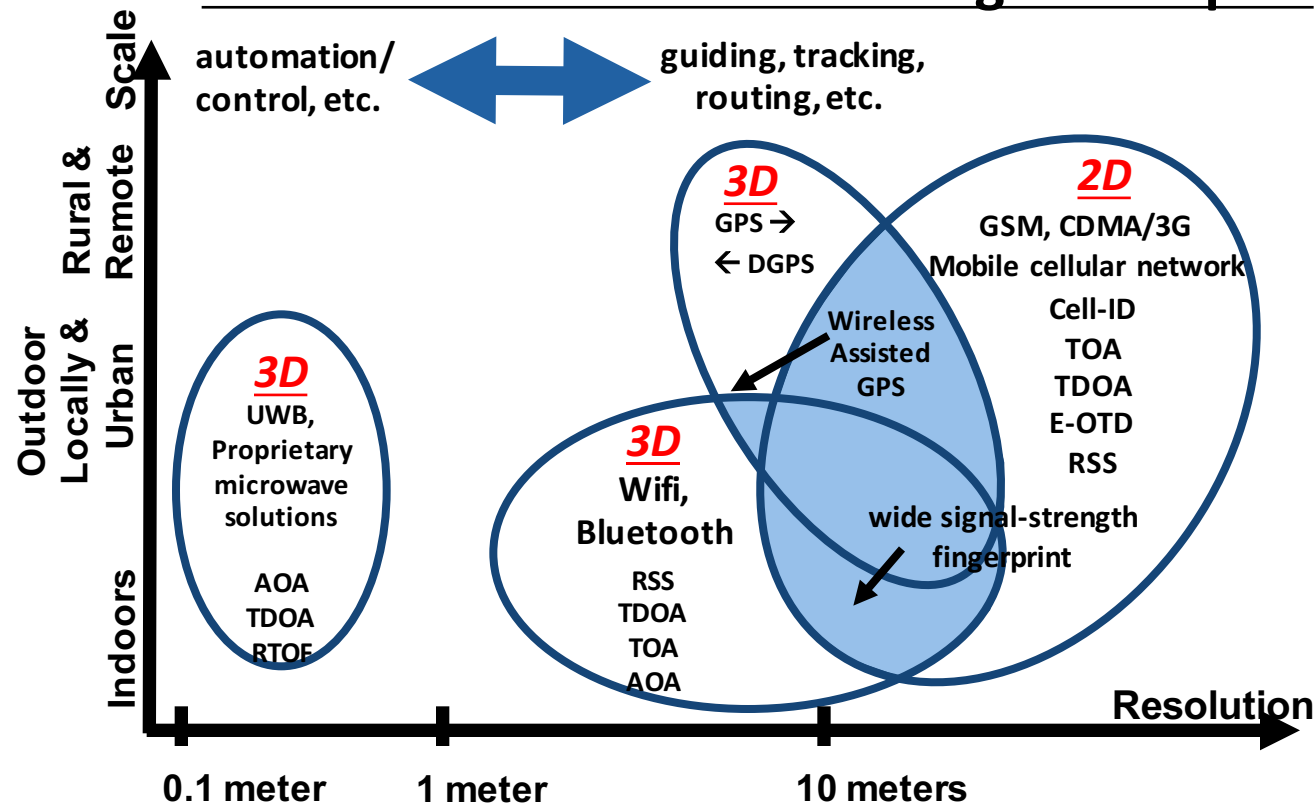 Scale
automation/
control, etc.
guiding, tracking,
routing, etc.
Rural &
Remote
Outdoor
Locally &
Urban
Indoors
3D
GPS →
← DGPS
2D
GSM, CDMA/3G
Mobile cellular network
Cell-ID
TOA
TDOA
E-OTD
RSS
Wireless
Assisted
GPS
3D
UWB,
Proprietary
microwave
solutions
AOA
TDOA
RTOF
3D
Wifi,
Bluetooth
RSS
TDOA
TOA
AOA
wide signal-strength
fingerprint
Resolution
0.1 meter
1 meter
10 meters